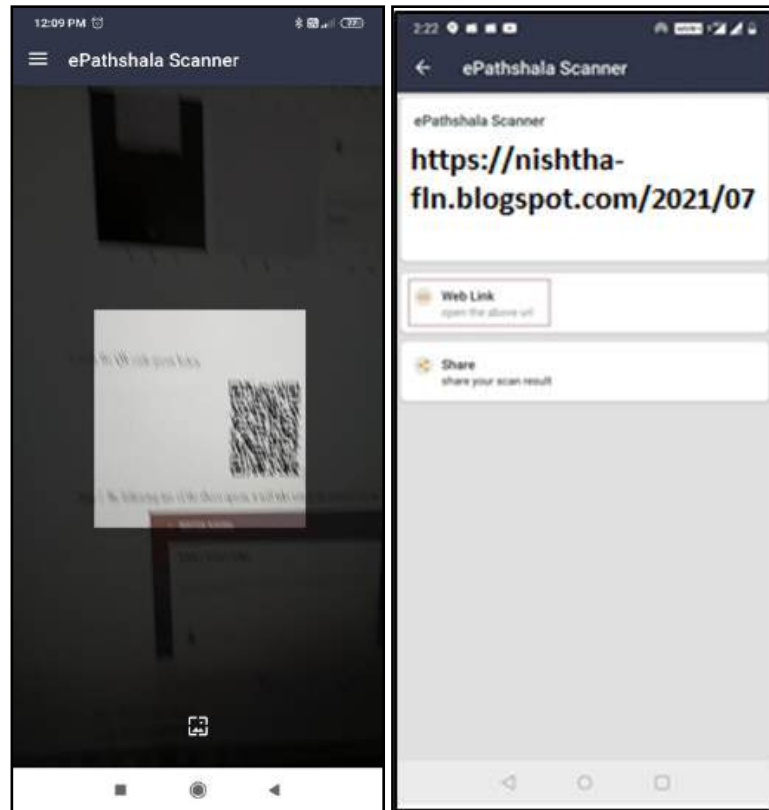 12:09 PM
77
ePathshala Scanner
2:22
ePathshala Scanner
ePathshala Scanner
https://nishtha-
fln.blogspot.com/2021/07
Web Link
open the above url
Share
share your scan result